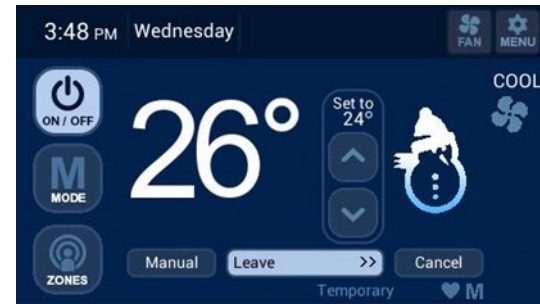 3:48 PM Wednesday
FAN
MENU
ON / OFF
26°
Set to
24°
COOL
M
MODE
ZONES
Manual
Leave >>
Cancel
Temporary
M